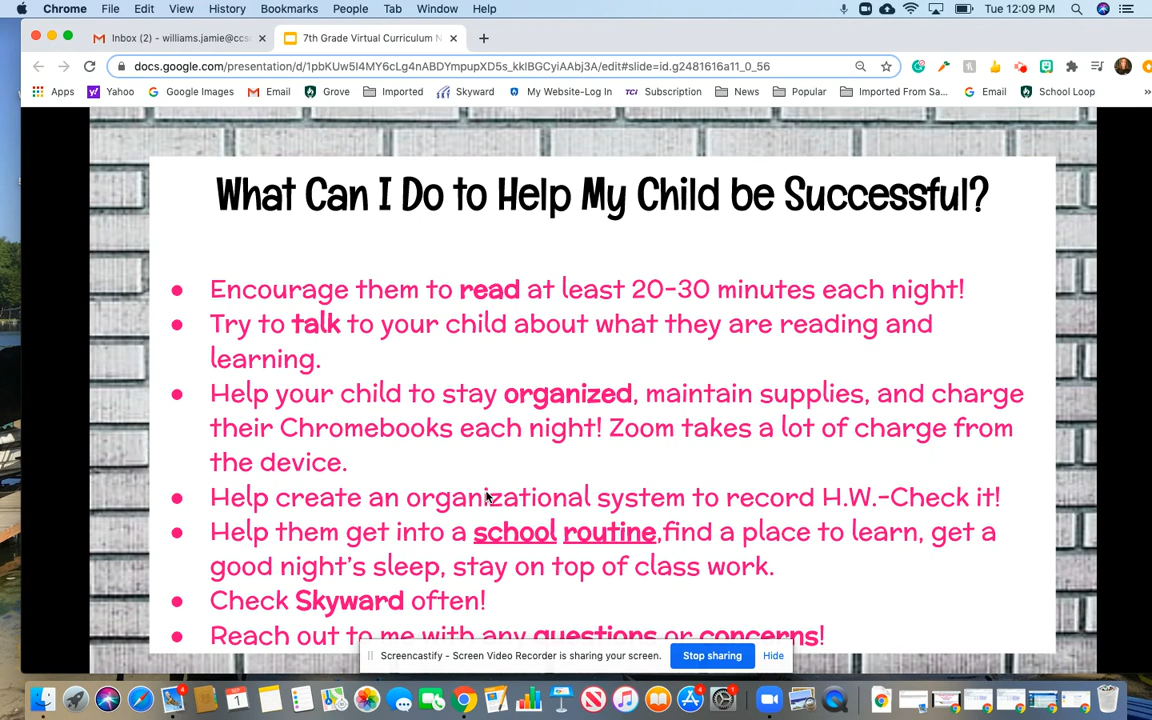 Chrome File Edit View History Bookmarks People Tab Window Help Tue 12:09 PM
Inbox (2) - williams.jamie@ccs 7th Grade Virtual Curriculum N
docs.google.com/presentation/d/1pbKUw5I4MY6cLg4nABDYmpupXD5s_kkIBGCyiAAbj3A/edit#slide=id.g2481616a11_0_56
Apps Yahoo Google Images Email Grove Imported Skyward My Website-Log In TCI Subscription News Popular Imported From Sa... Email School Loop »
What Can I Do to Help My Child be Successful?
● Encourage them to read at least 20-30 minutes each night!
● Try to talk to your child about what they are reading and
learning.
● Help your child to stay organized, maintain supplies, and charge
their Chromebooks each night! Zoom takes a lot of charge from
the device.
● Help create an organizational system to record H.W.-Check it!
● Help them get into a school routine,find a place to learn, get a
good night's sleep, stay on top of class work.
● Check Skyward often!
● Reach out to me with any questions or concerns!
Screencastify - Screen Video Recorder is sharing your screen. Stop sharing Hide